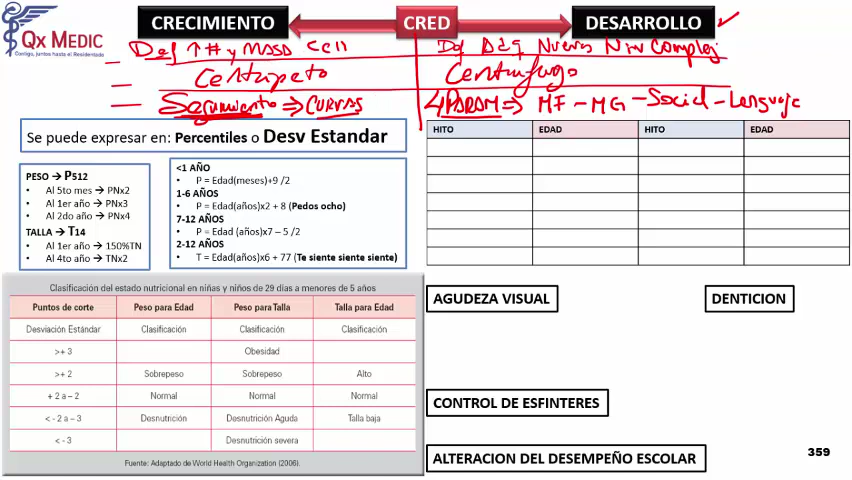 CRECIMIENTO
CRED
DESARROLLO
Qx MEDIC
Contigo, juntos hasta el Residentado
Def ↑ # y Masa Cell
Def Adq Nuevas Niv Complej
Centripeto
Centrifugo
Seguimiento ⇒ CURVAS
4 PARAM ⇒ MF - MG - Social - Lenguaje
Se puede expresar en: Percentiles o Desv Estandar
PESO → P512
• Al 5to mes → PNx2
• Al 1er año → PNx3
• Al 2do año → PNx4
TALLA → T14
• Al 1er año → 150%TN
• Al 4to año → TNx2
<1 AÑO
• P = Edad(meses)+9 /2
1-6 AÑOS
• P = Edad(años)x2 + 8 (Pedos ocho)
7-12 AÑOS
• P = Edad (años)x7 – 5 /2
2-12 AÑOS
• T = Edad(años)x6 + 77 (Te siente siente siente)
HITO EDAD HITO EDAD
Clasificación del estado nutricional en niñas y niños de 29 días a menores de 5 años
Puntos de corte Peso para Edad Peso para Talla Talla para Edad
Desviación Estándar Clasificación Clasificación Clasificación
>+ 3 Obesidad
>+ 2 Sobrepeso Sobrepeso Alto
+ 2 a – 2 Normal Normal Normal
< - 2 a – 3 Desnutrición Desnutrición Aguda Talla baja
< - 3 Desnutrición severa
Fuente: Adaptado de World Health Organization (2006).
AGUDEZA VISUAL
DENTICION
CONTROL DE ESFINTERES
ALTERACION DEL DESEMPEÑO ESCOLAR
359